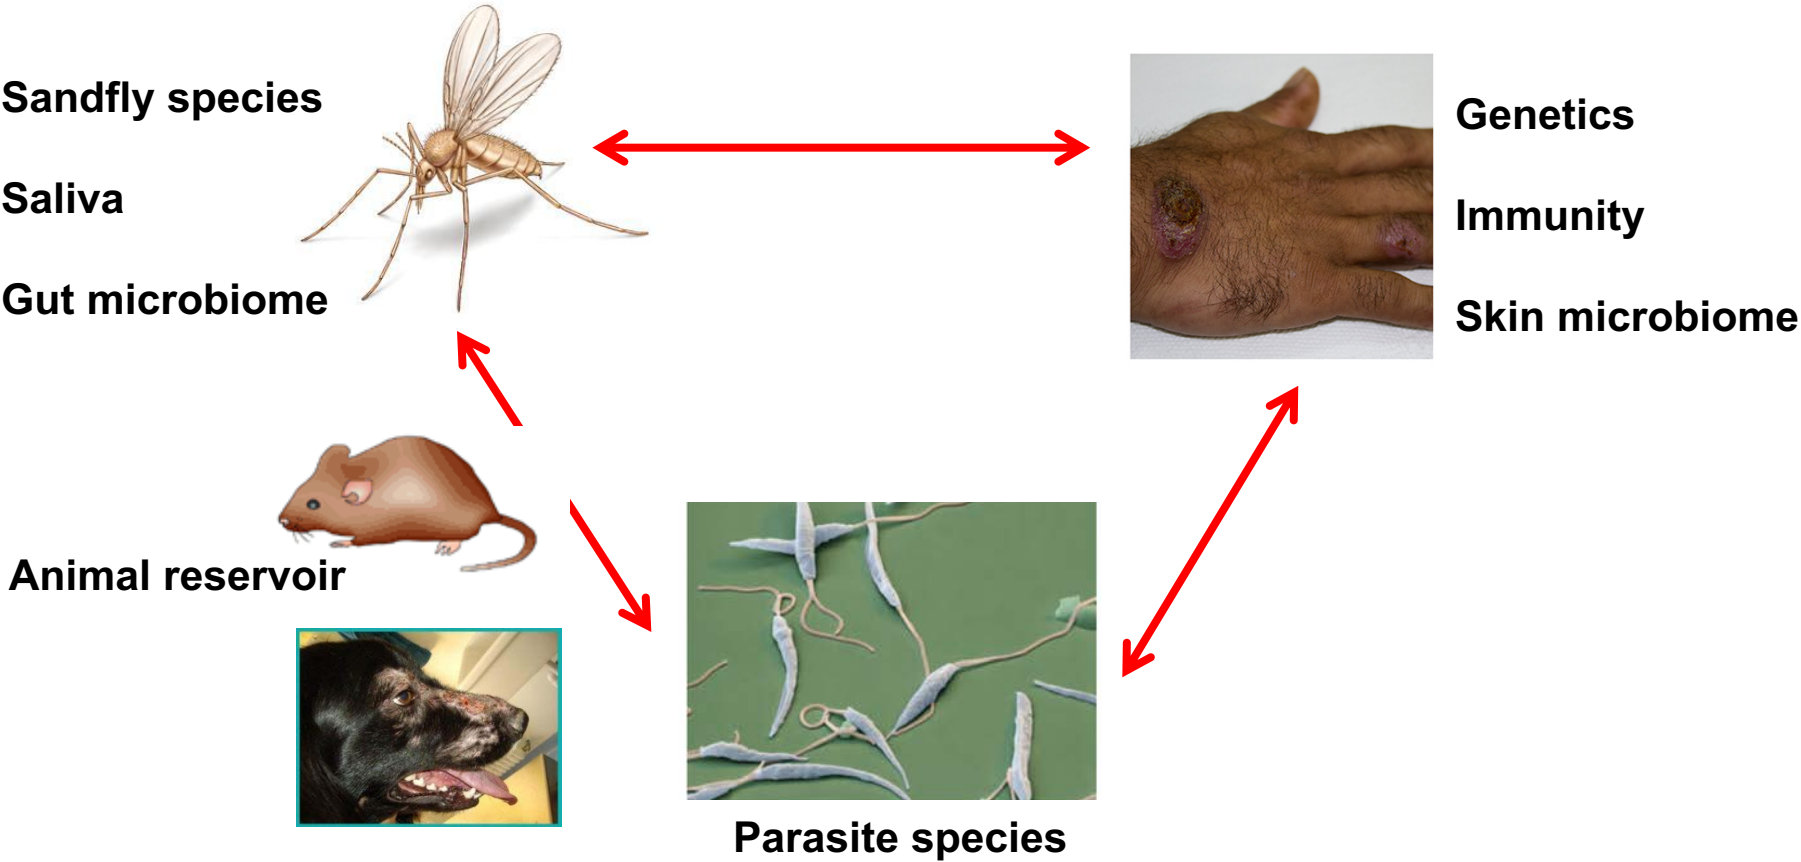 Sandfly species
Saliva
Gut microbiome
Genetics
Immunity
Skin microbiome
Animal reservoir
Parasite species